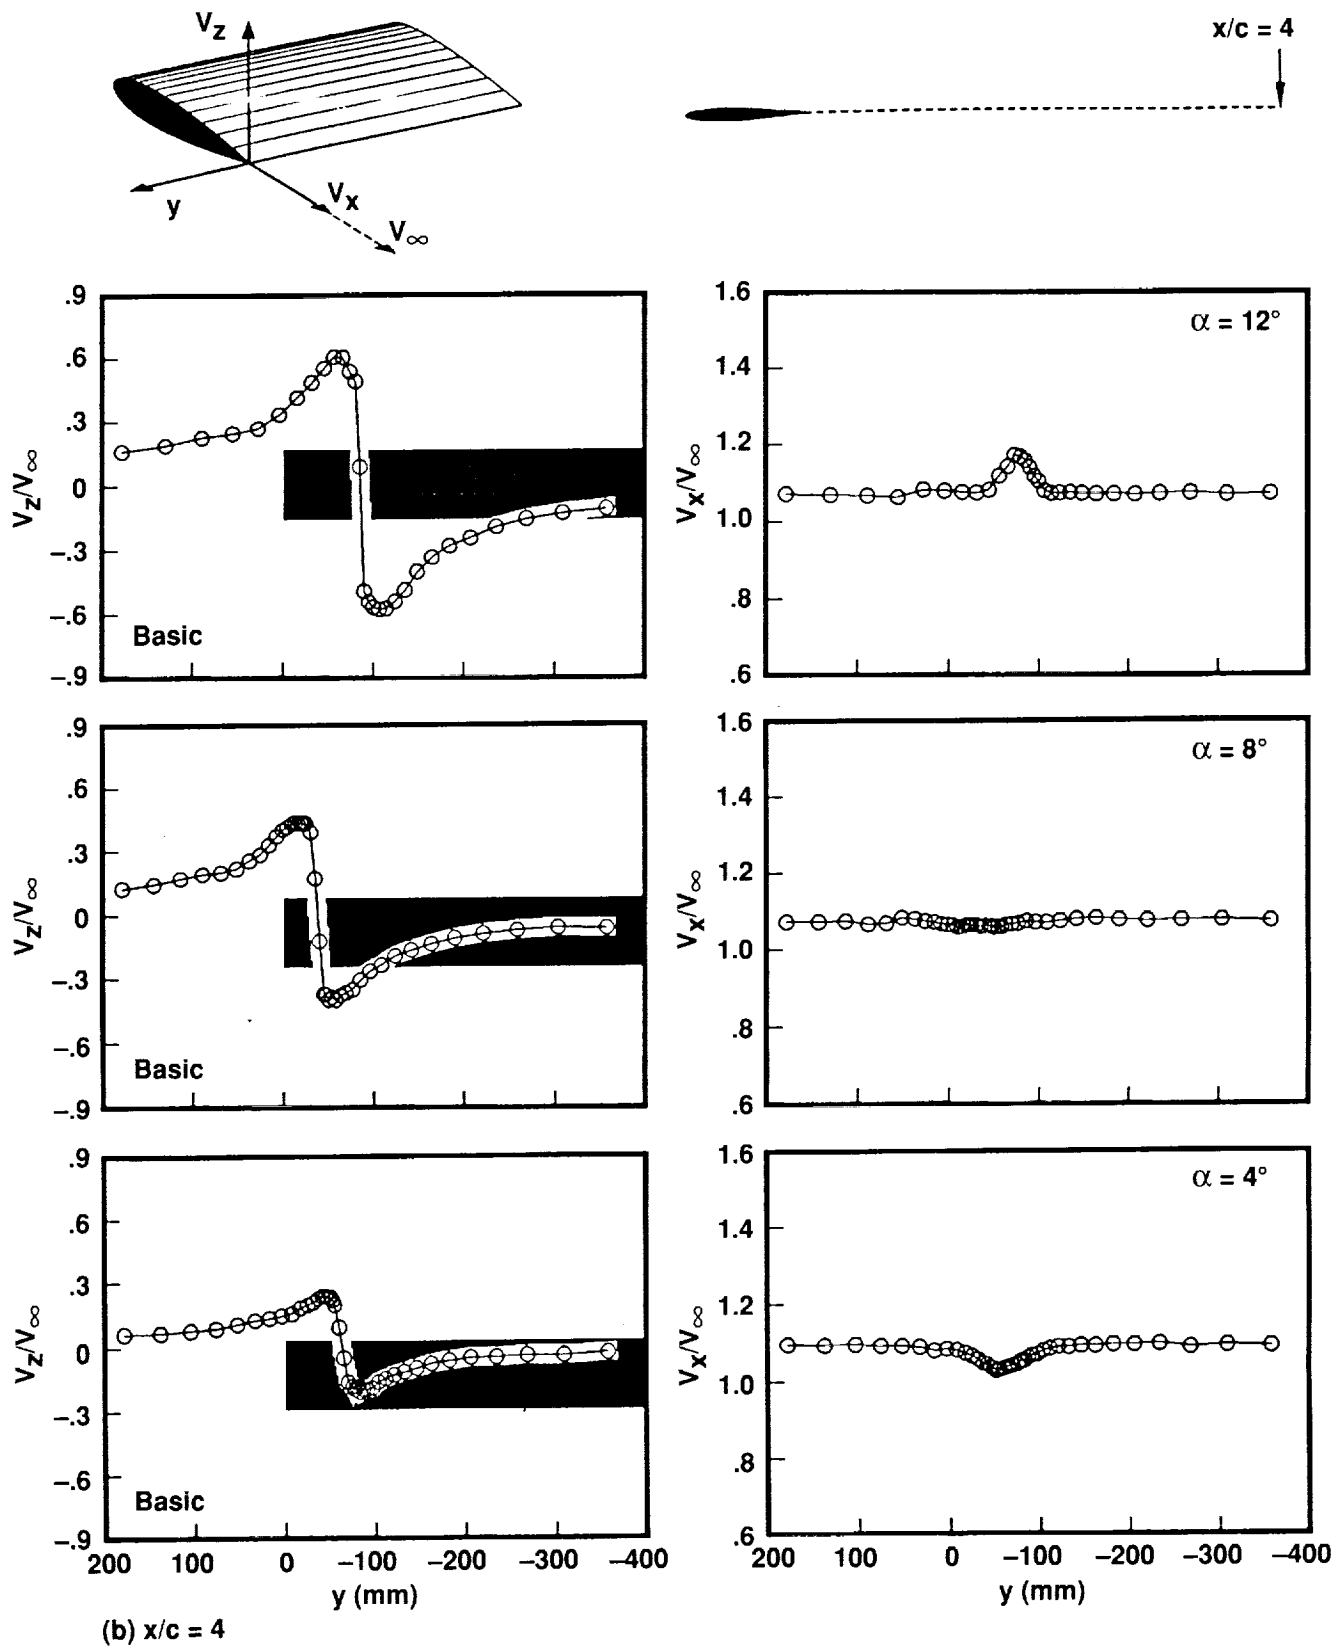 V_z
x/c = 4
V_x
y
V_∞
.9
.6
.3
0
–.3
–.6
–.9
V_z/V_∞
Basic
1.6
1.4
1.2
1.0
.8
.6
V_x/V_∞
α = 12°
.9
.6
.3
0
–.3
–.6
–.9
V_z/V_∞
Basic
1.6
1.4
1.2
1.0
.8
.6
V_x/V_∞
α = 8°
.9
.6
.3
0
–.3
–.6
–.9
V_z/V_∞
Basic
200 100 0 –100 –200 –300 –400
y (mm)
1.6
1.4
1.2
1.0
.8
.6
V_x/V_∞
α = 4°
200 100 0 –100 –200 –300 –400
y (mm)
(b) x/c = 4